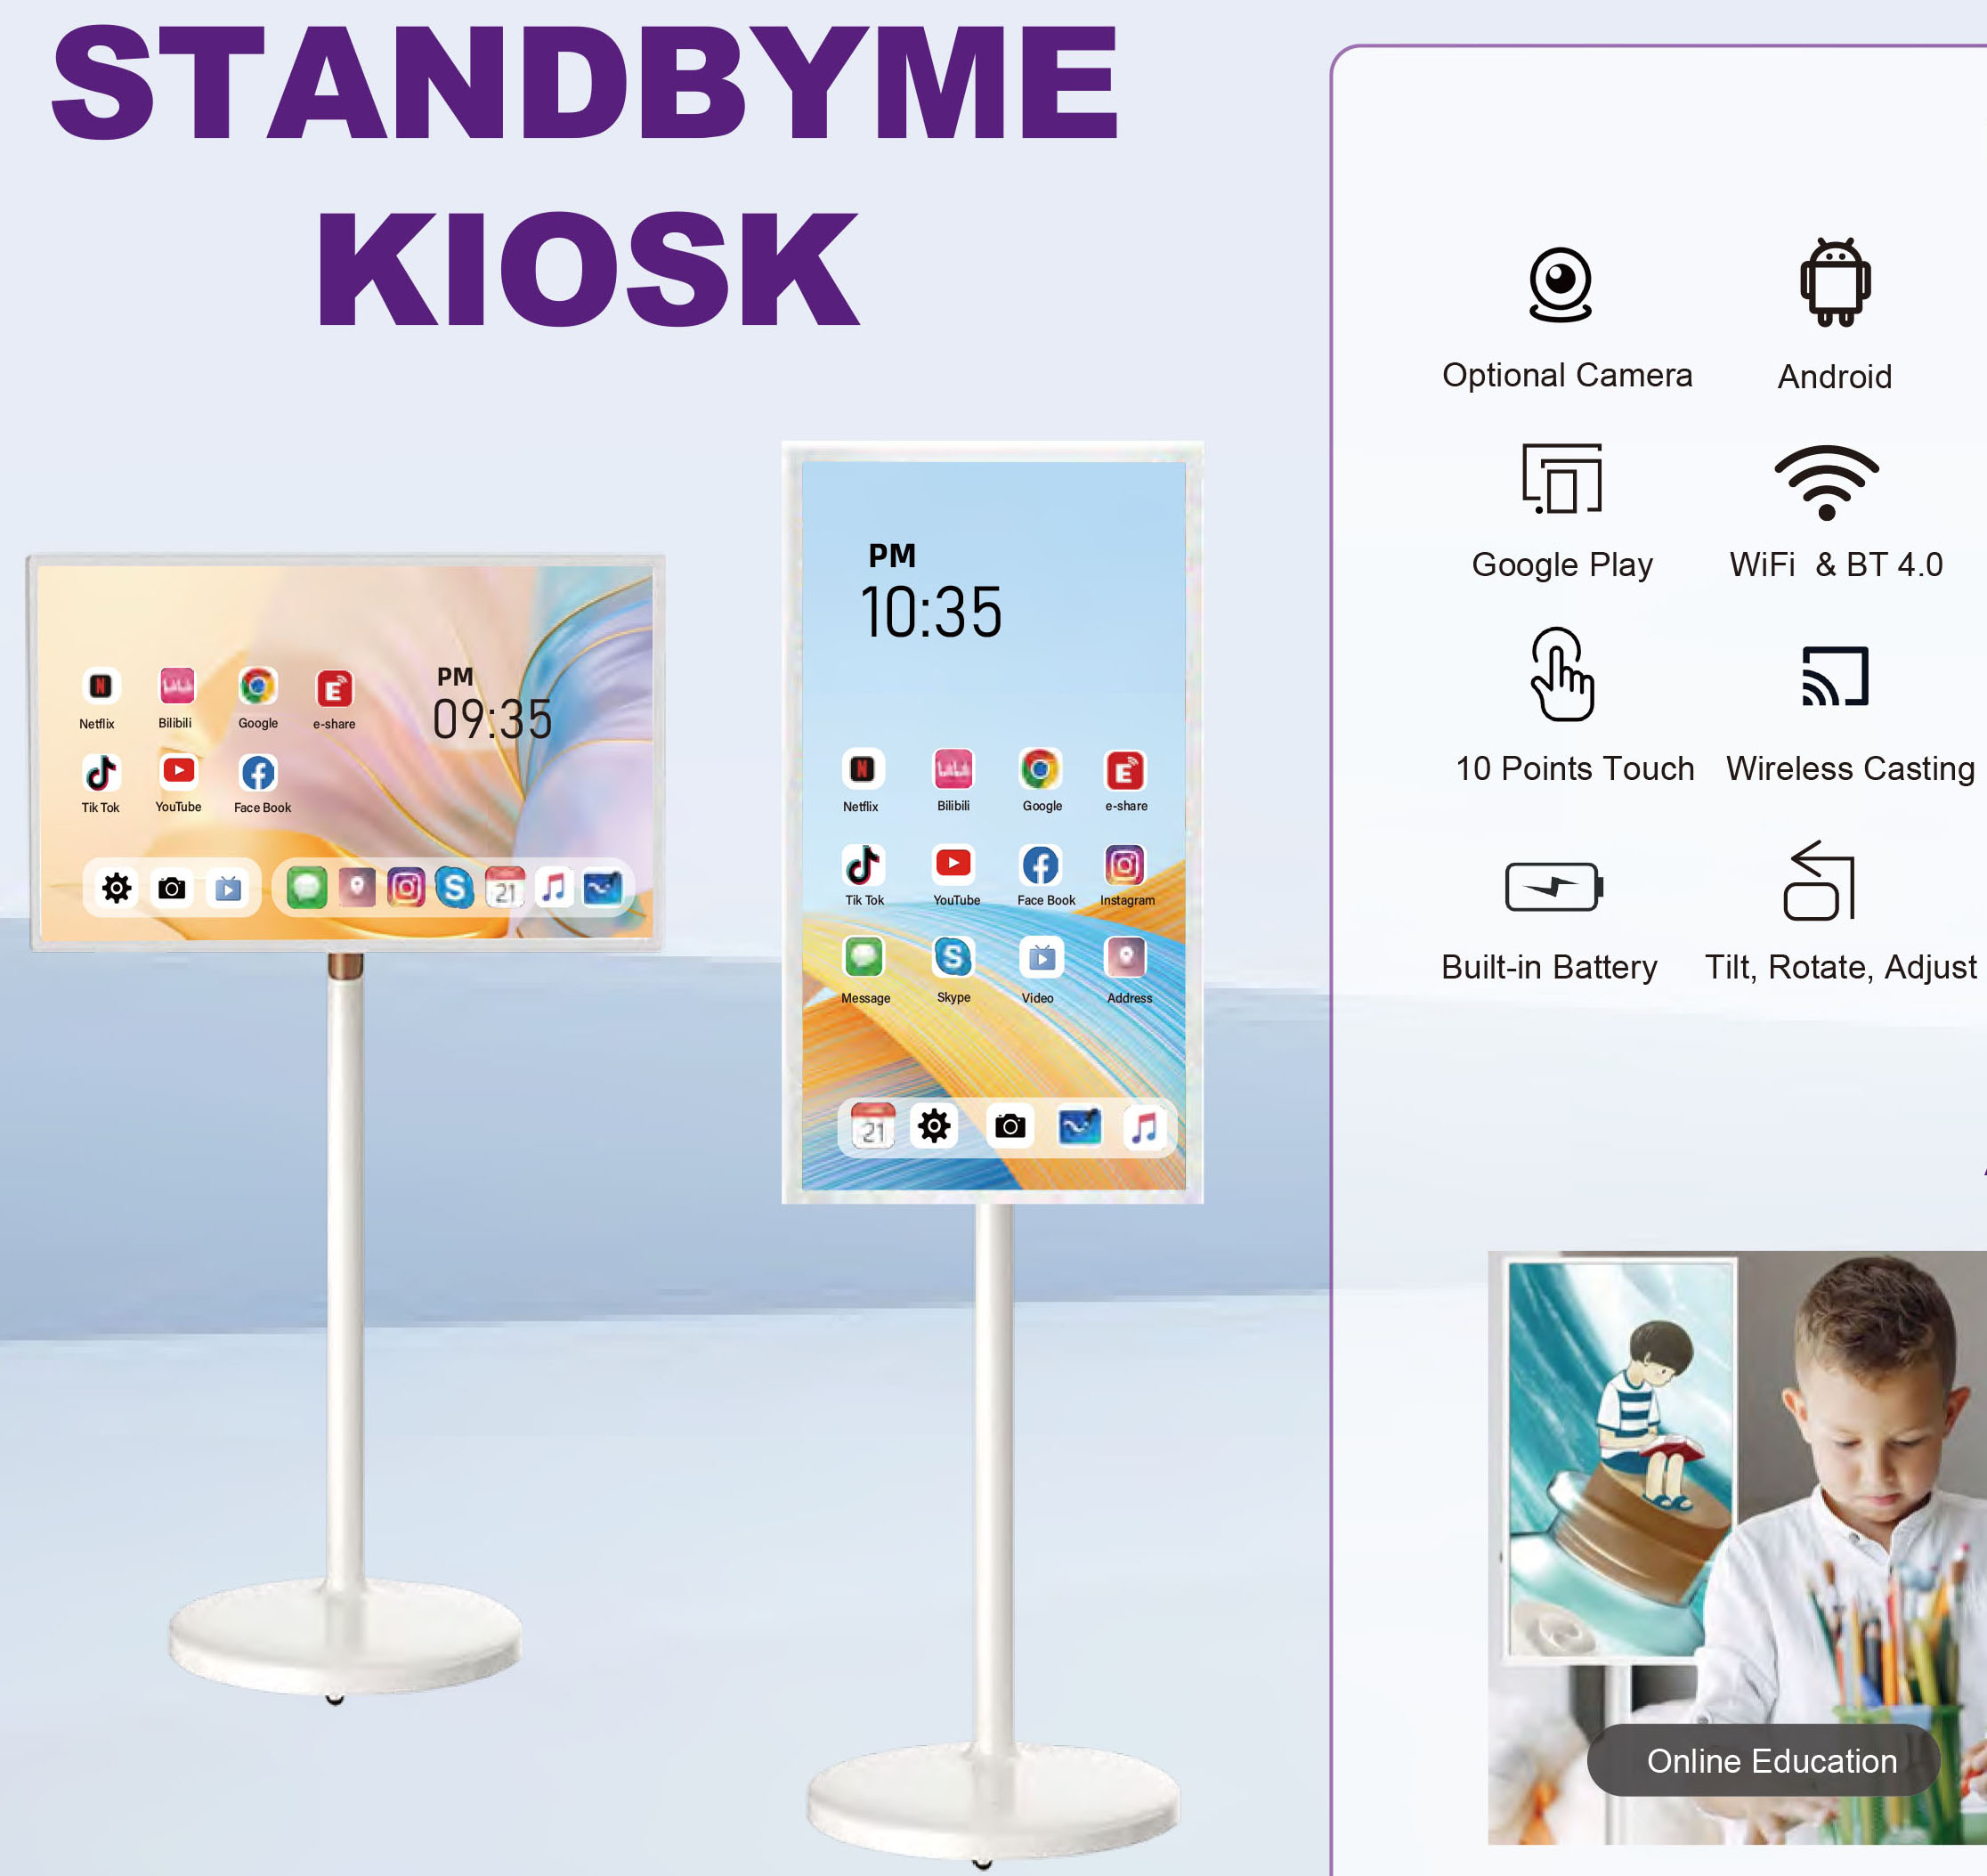 STANDBYME
KIOSK
Optional Camera
Android
Google Play
WiFi & BT 4.0
10 Points Touch
Wireless Casting
Built-in Battery
Tilt, Rotate, Adjust
PM
09:35
Netflix
Bilibili
Google
e-share
Tik Tok
YouTube
Face Book
21
PM
10:35
Netflix
Bilibili
Google
e-share
Tik Tok
YouTube
Face Book
Instagram
Message
Skype
Video
Address
21
Online Education